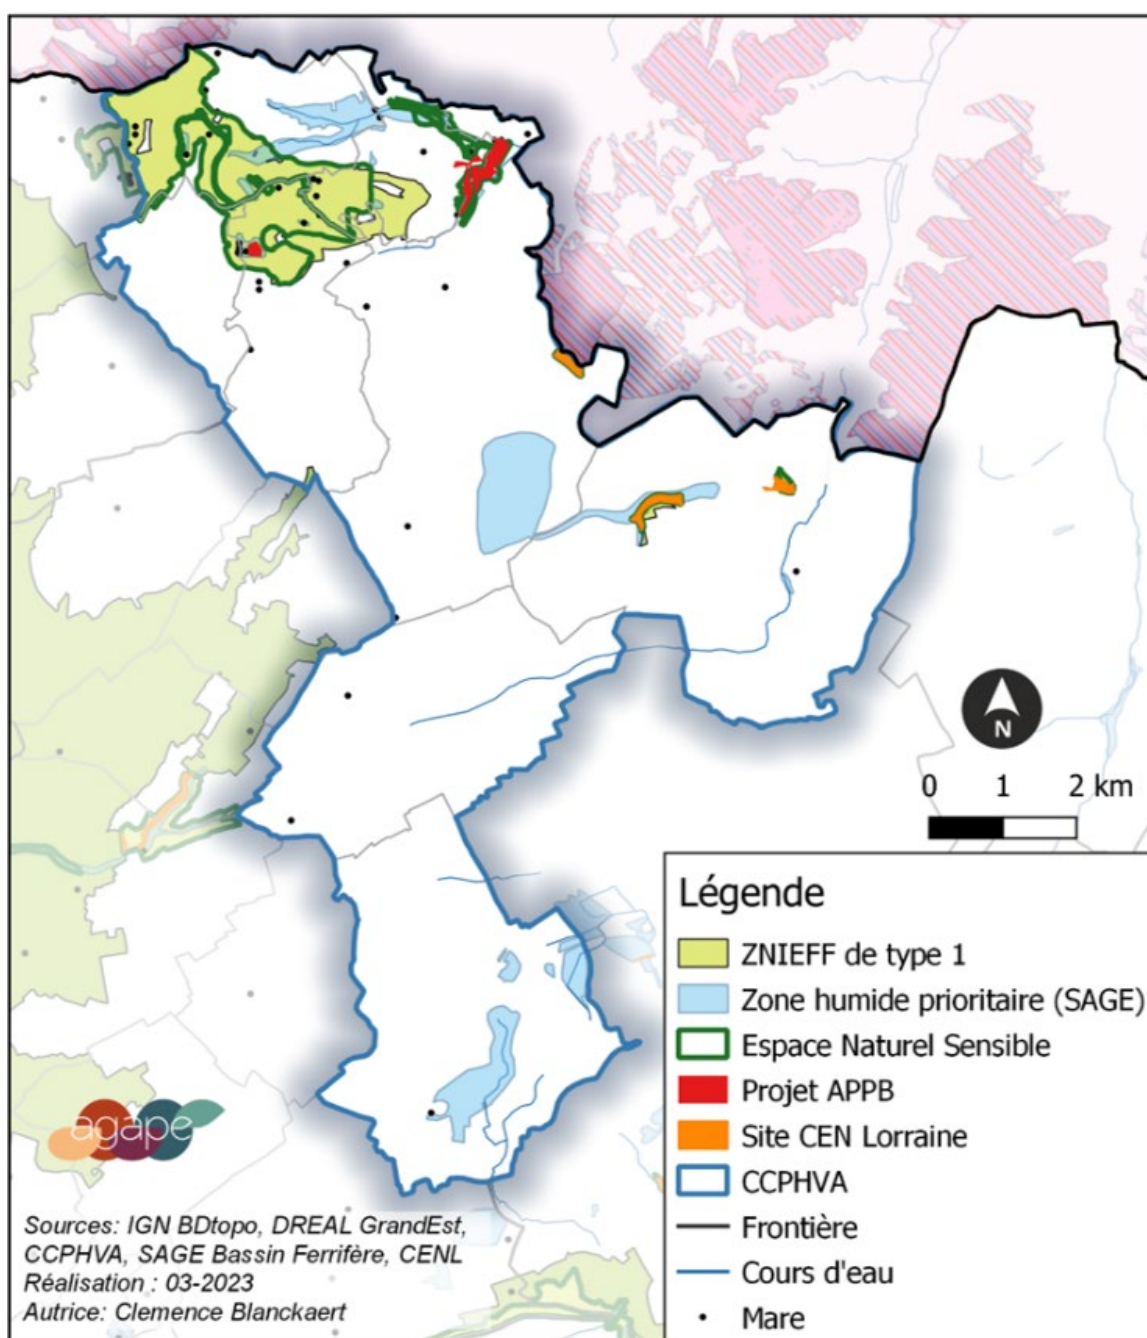 N
0 1 2 km
Légende
ZNIEFF de type 1
Zone humide prioritaire (SAGE)
Espace Naturel Sensible
Projet APPB
Site CEN Lorraine
CCPHVA
Frontière
Cours d'eau
Mare
agape
Sources: IGN BDtopo, DREAL GrandEst,
CCPHVA, SAGE Bassin Ferrifère, CENL
Réalisation : 03-2023
Autrice: Clemence Blanckaert